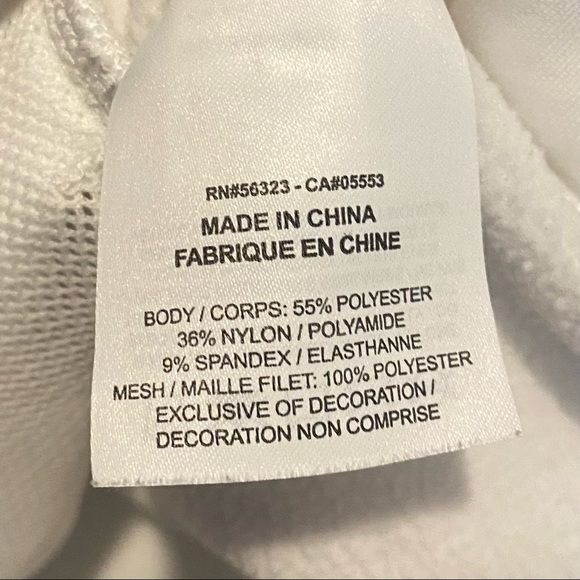 RN#56323 - CA#05553
MADE IN CHINA
FABRIQUE EN CHINE
BODY / CORPS: 55% POLYESTER
36% NYLON / POLYAMIDE
9% SPANDEX / ELASTHANNE
MESH / MAILLE FILET: 100% POLYESTER
EXCLUSIVE OF DECORATION /
DECORATION NON COMPRISE